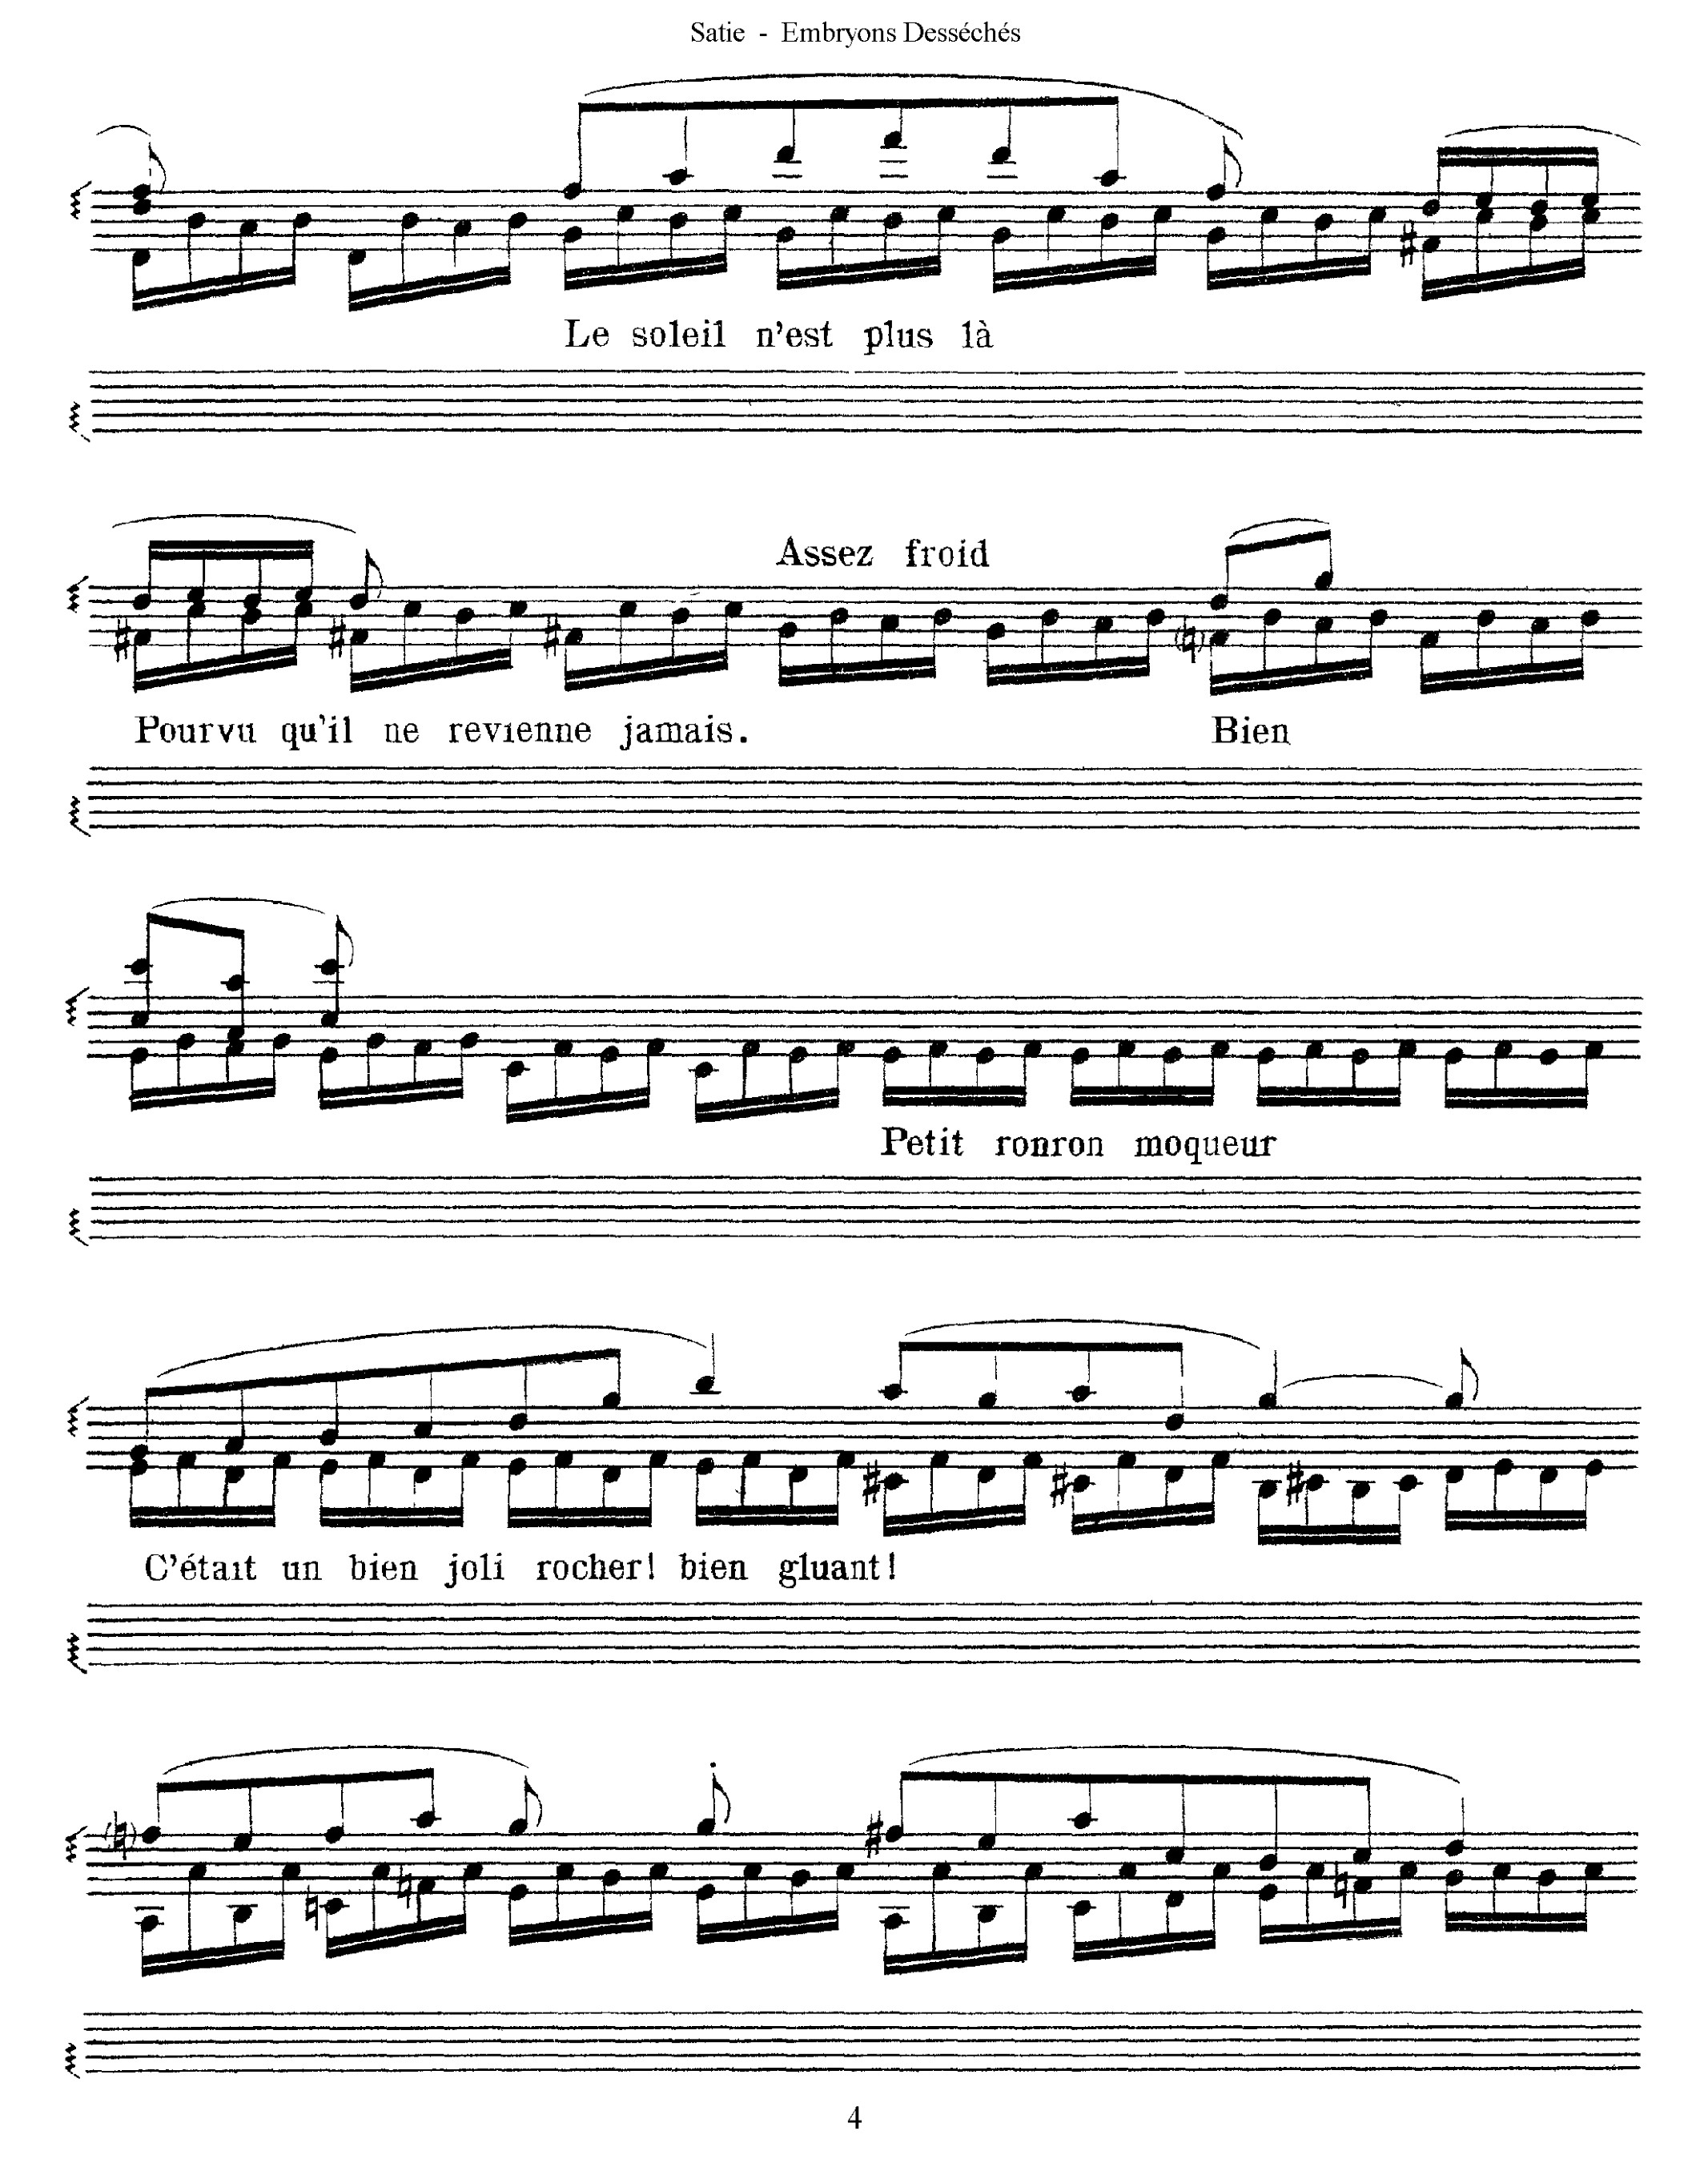 Satie - Embryons Desséchés
Le soleil n'est plus là
Assez froid
Pourvu qu'il ne revienne jamais. Bien
Petit ronron moqueur
C'était un bien joli rocher! bien gluant!
4